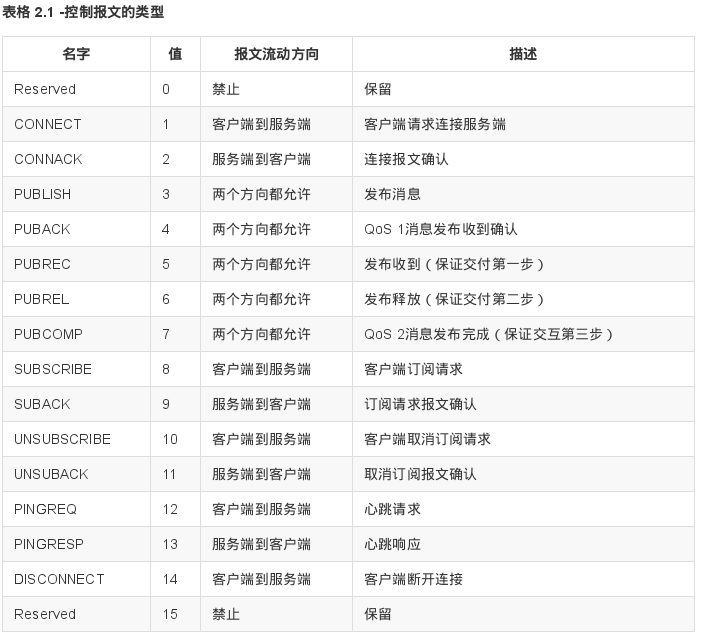 表格 2.1 -控制报文的类型
名字 值 报文流动方向 描述
Reserved 0 禁止 保留
CONNECT 1 客户端到服务端 客户端请求连接服务端
CONNACK 2 服务端到客户端 连接报文确认
PUBLISH 3 两个方向都允许 发布消息
PUBACK 4 两个方向都允许 QoS 1消息发布收到确认
PUBREC 5 两个方向都允许 发布收到（保证交付第一步）
PUBREL 6 两个方向都允许 发布释放（保证交付第二步）
PUBCOMP 7 两个方向都允许 QoS 2消息发布完成（保证交互第三步）
SUBSCRIBE 8 客户端到服务端 客户端订阅请求
SUBACK 9 服务端到客户端 订阅请求报文确认
UNSUBSCRIBE 10 客户端到服务端 客户端取消订阅请求
UNSUBACK 11 服务端到客户端 取消订阅报文确认
PINGREQ 12 客户端到服务端 心跳请求
PINGRESP 13 服务端到客户端 心跳响应
DISCONNECT 14 客户端到服务端 客户端断开连接
Reserved 15 禁止 保留